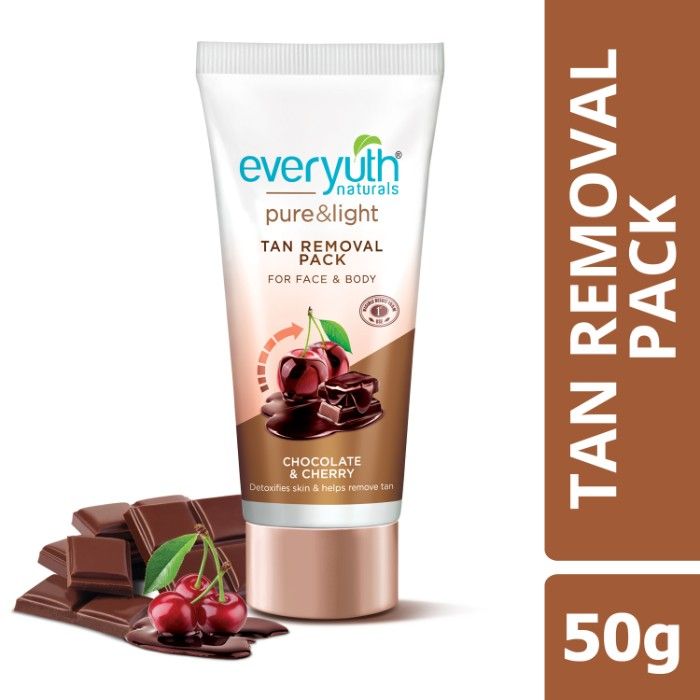 everyuth®
naturals
pure&light
TAN REMOVAL
PACK
FOR FACE & BODY
CHOCOLATE
& CHERRY
Detoxifies skin & helps remove tan
TAN REMOVAL
PACK
50g